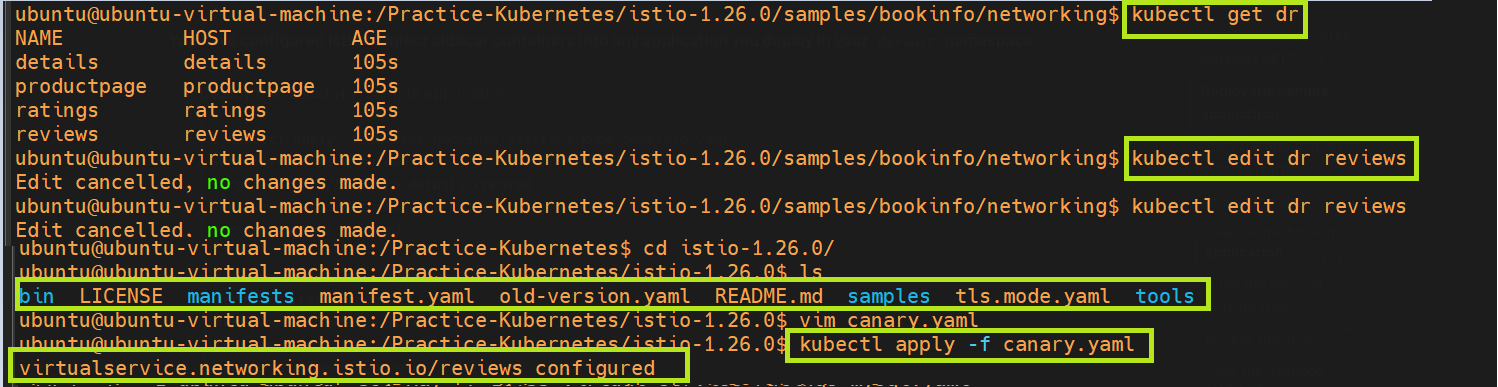 ubuntu@ubuntu-virtual-machine:/Practice-Kubernetes/istio-1.26.0/samples/bookinfo/networking$ kubectl get dr
NAME HOST AGE
details details 105s
productpage productpage 105s
ratings ratings 105s
reviews reviews 105s
ubuntu@ubuntu-virtual-machine:/Practice-Kubernetes/istio-1.26.0/samples/bookinfo/networking$ kubectl edit dr reviews
Edit cancelled, no changes made.
ubuntu@ubuntu-virtual-machine:/Practice-Kubernetes/istio-1.26.0/samples/bookinfo/networking$ kubectl edit dr reviews
Edit cancelled, no changes made.
ubuntu@ubuntu-virtual-machine:/Practice-Kubernetes$ cd istio-1.26.0/
ubuntu@ubuntu-virtual-machine:/Practice-Kubernetes/istio-1.26.0$ ls
bin LICENSE manifests manifest.yaml old-version.yaml README.md samples tls.mode.yaml tools
ubuntu@ubuntu-virtual-machine:/Practice-Kubernetes/istio-1.26.0$ vim canary.yaml
ubuntu@ubuntu-virtual-machine:/Practice-Kubernetes/istio-1.26.0$ kubectl apply -f canary.yaml
virtualservice.networking.istio.io/reviews configured